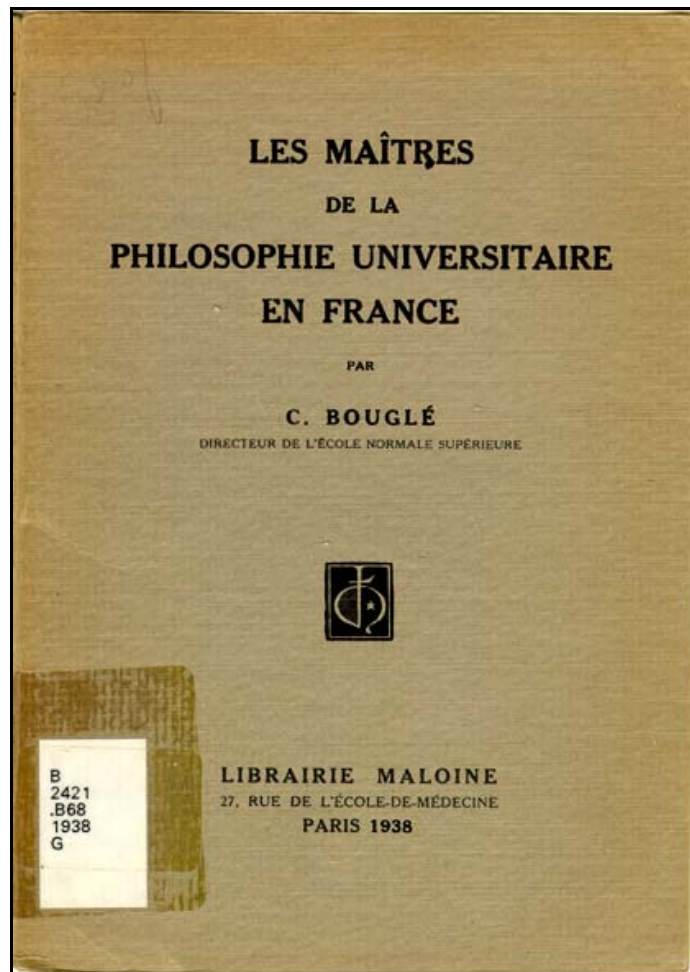 LES MAÎTRES
DE LA
PHILOSOPHIE UNIVERSITAIRE
EN FRANCE
PAR
C. BOUGLÉ
DIRECTEUR DE L'ÉCOLE NORMALE SUPÉRIEURE
LIBRAIRIE MALOINE
27, RUE DE L'ÉCOLE-DE-MÉDECINE
PARIS 1938
B
2421
.B68
1938
G